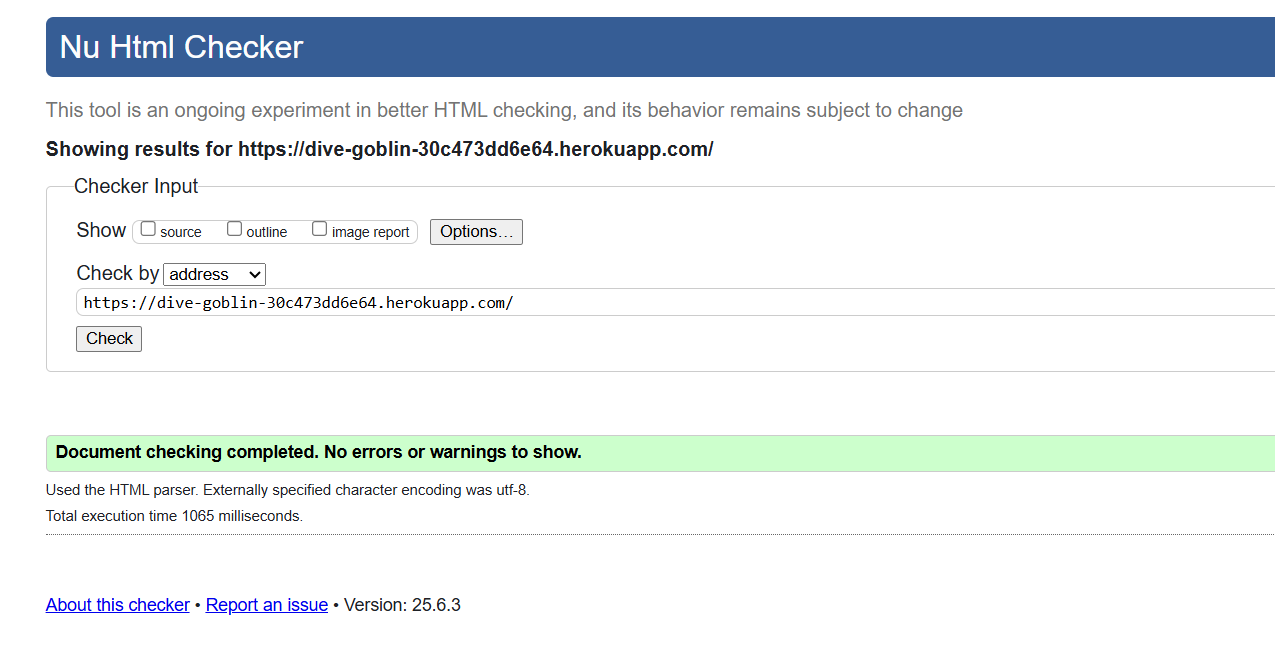 Nu Html Checker
This tool is an ongoing experiment in better HTML checking, and its behavior remains subject to change
Showing results for https://dive-goblin-30c473dd6e64.herokuapp.com/
Checker Input
Show source outline image report Options…
Check by address
https://dive-goblin-30c473dd6e64.herokuapp.com/
Check
Document checking completed. No errors or warnings to show.
Used the HTML parser. Externally specified character encoding was utf-8.
Total execution time 1065 milliseconds.
About this checker • Report an issue • Version: 25.6.3